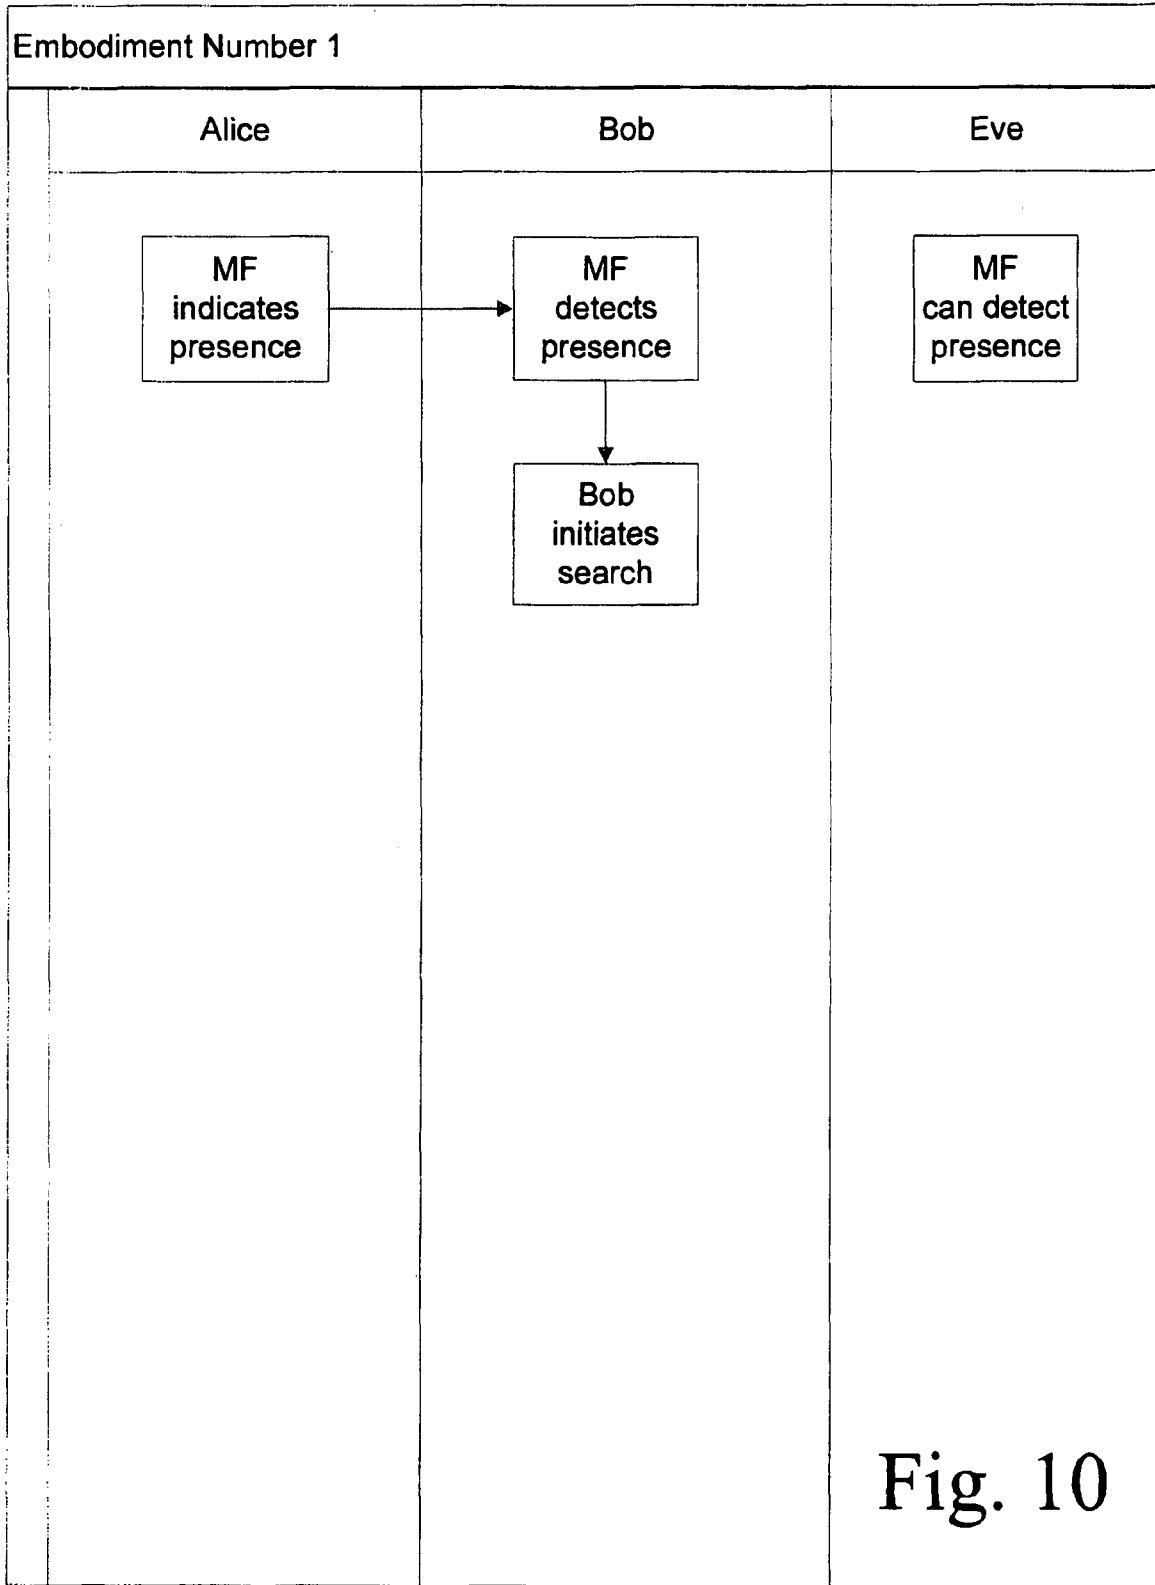 Embodiment Number 1
Alice
Bob
Eve
MF
indicates
presence
MF
detects
presence
MF
can detect
presence
Bob
initiates
search
Fig. 10